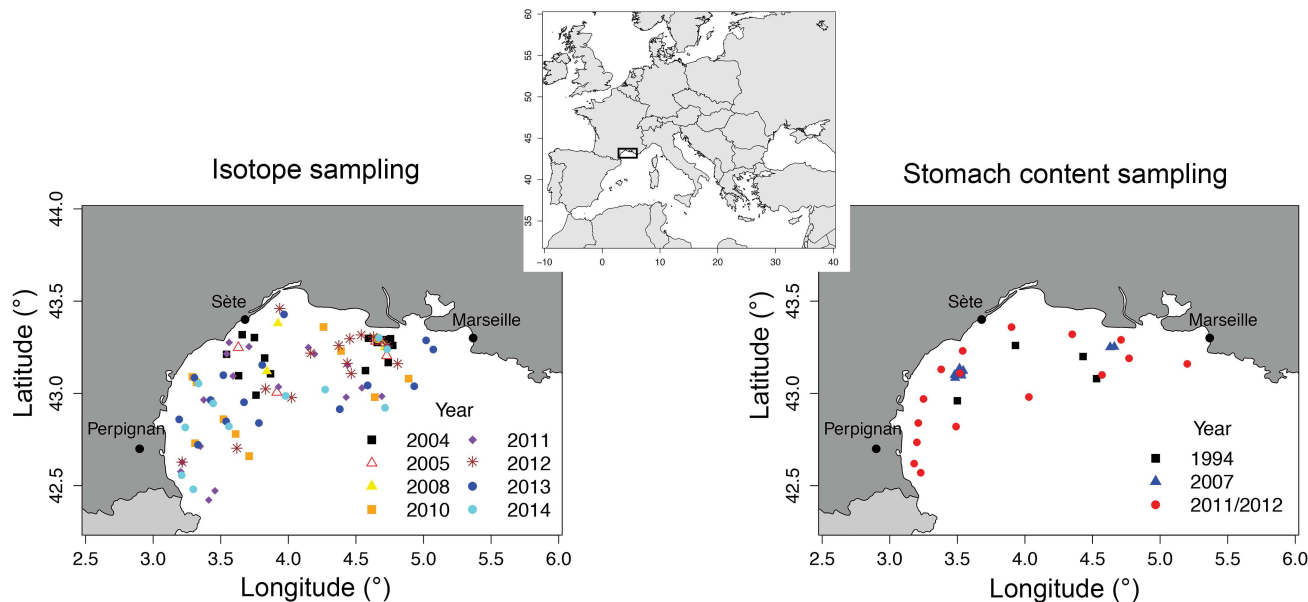 60
55
50
45
40
35
−10 0 10 20 30 40
Isotope sampling
44.0
43.5
43.0
42.5
Latitude (°)
Sète
Marseille
Perpignan
Year
2004 2011
2005 2012
2008 2013
2010 2014
2.5 3.0 3.5 4.0 4.5 5.0 5.5 6.0
Longitude (°)
Stomach content sampling
44.0
43.5
43.0
42.5
Latitude (°)
Sète
Marseille
Perpignan
Year
1994
2007
2011/2012
2.5 3.0 3.5 4.0 4.5 5.0 5.5 6.0
Longitude (°)